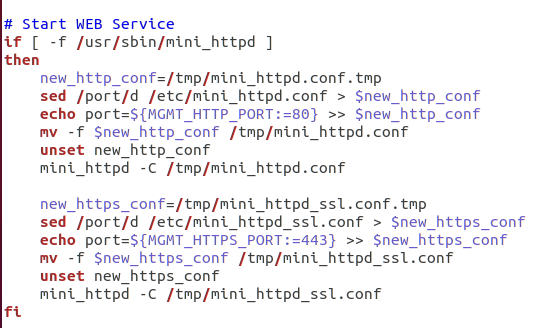 # Start WEB Service
if [ -f /usr/sbin/mini_httpd ]
then
    new_http_conf=/tmp/mini_httpd.conf.tmp
    sed /port/d /etc/mini_httpd.conf > $new_http_conf
    echo port=${MGMT_HTTP_PORT:=80} >> $new_http_conf
    mv -f $new_http_conf /tmp/mini_httpd.conf
    unset new_http_conf
    mini_httpd -C /tmp/mini_httpd.conf

    new_https_conf=/tmp/mini_httpd_ssl.conf.tmp
    sed /port/d /etc/mini_httpd_ssl.conf > $new_https_conf
    echo port=${MGMT_HTTPS_PORT:=443} >> $new_https_conf
    mv -f $new_https_conf /tmp/mini_httpd_ssl.conf
    unset new_https_conf
    mini_httpd -C /tmp/mini_httpd_ssl.conf
fi